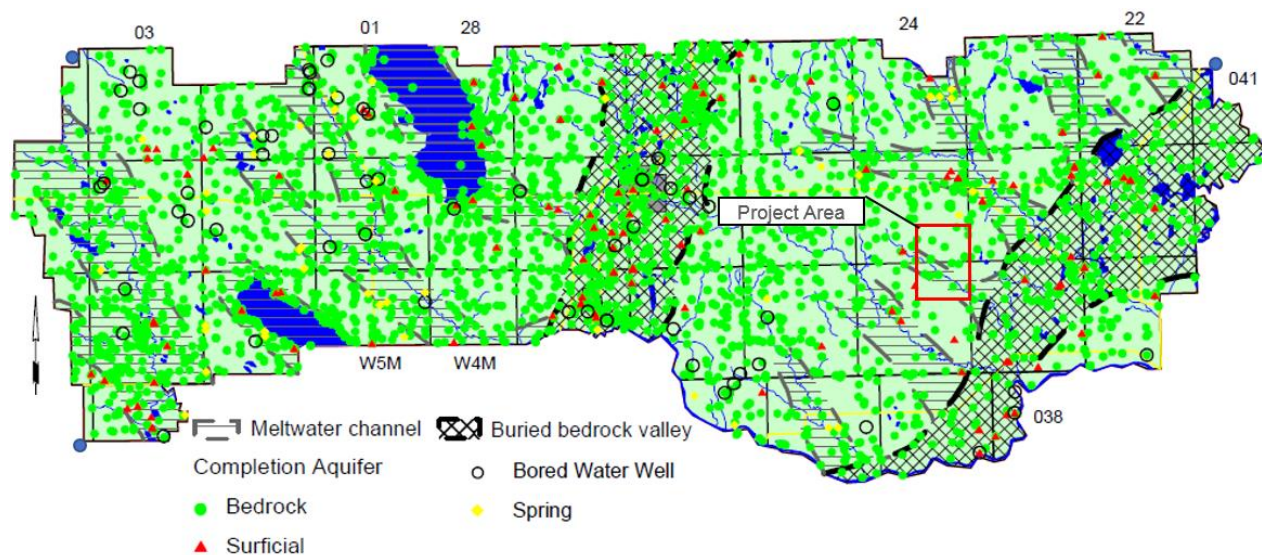 03
01
28
24
22
041
Project Area
W5M
W4M
038
Meltwater channel
Buried bedrock valley
Completion Aquifer
Bored Water Well
Bedrock
Spring
Surficial